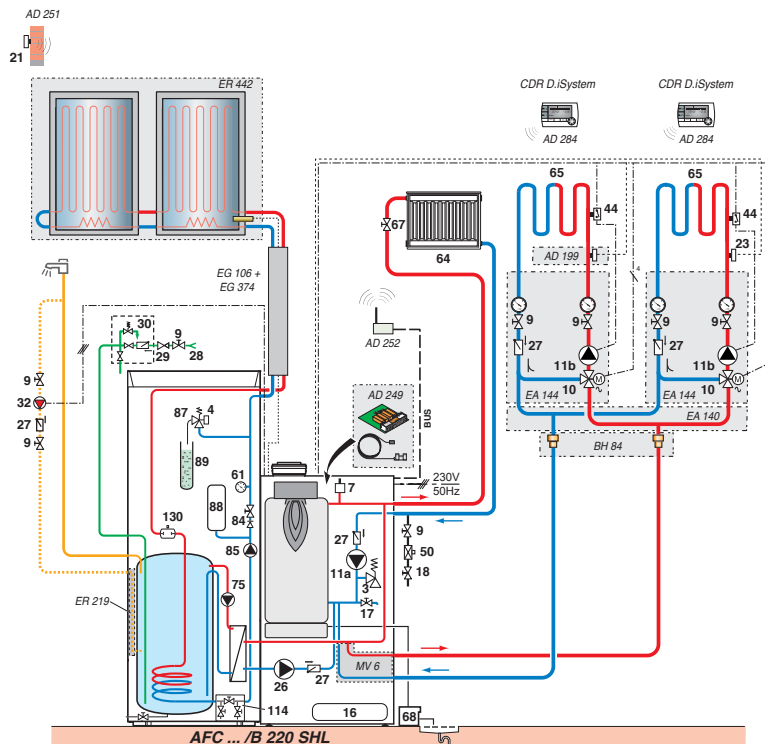 AD 251
21
ER 442
CDR D.iSystem
CDR D.iSystem
AD 284
AD 284
65
65
44
44
67
64
23
AD 199
EG 106 +
EG 374
30
9
29
28
AD 252
9
9
9
9
27
27
11b
11b
10
M
10
M
EA 144
EA 144
EA 140
BH 84
4
9
32
27
9
87
4
89
AD 249
BUS
230V
50Hz
7
61
88
84
85
130
27
9
50
18
11a
3
17
75
ER 219
26
27
MV 6
114
16
68
AFC ... /B 220 SHL